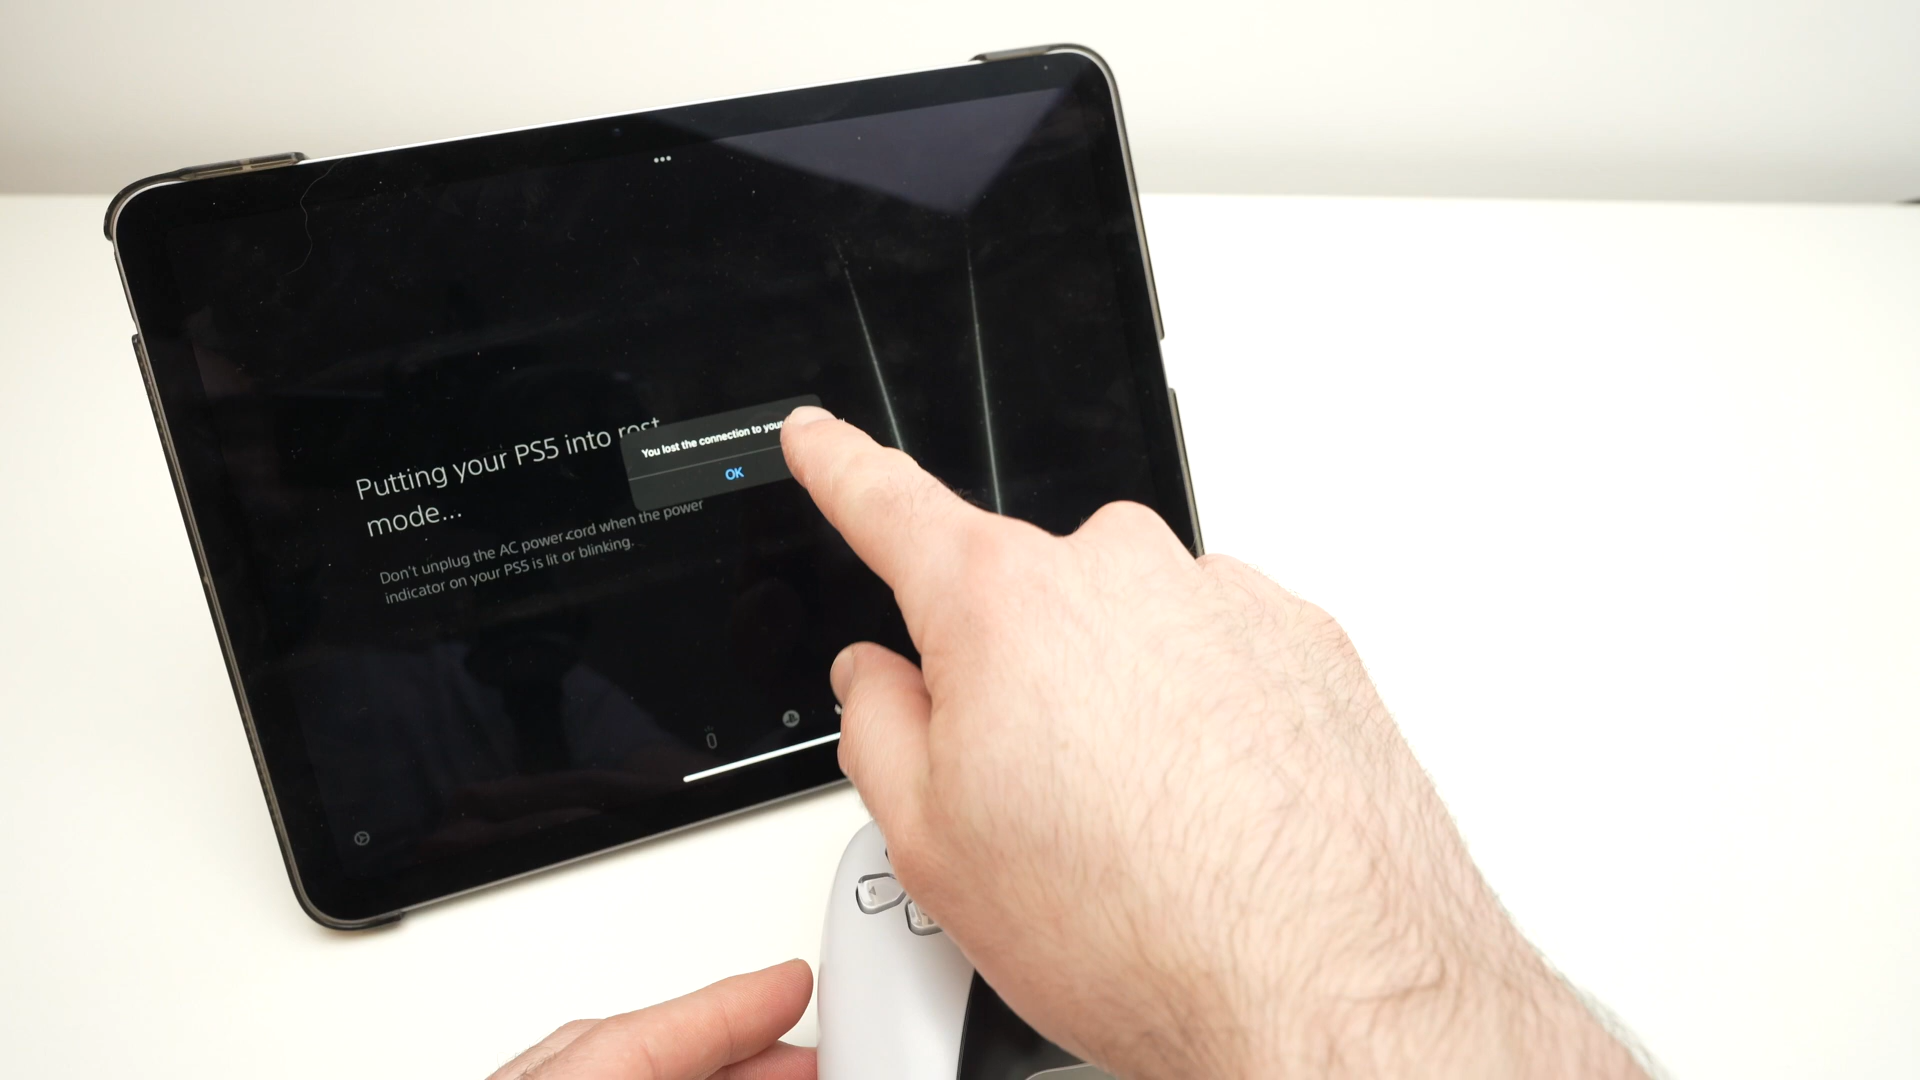 Putting your PS5 into rest
mode...
You lost the connection to your
OK
Don't unplug the AC power cord when the power
indicator on your PS5 is lit or blinking.